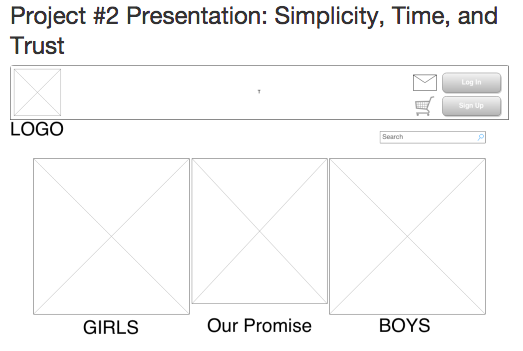 Project #2 Presentation: Simplicity, Time, and
Trust
Log In
Sign Up
LOGO
Search
GIRLS
Our Promise
BOYS